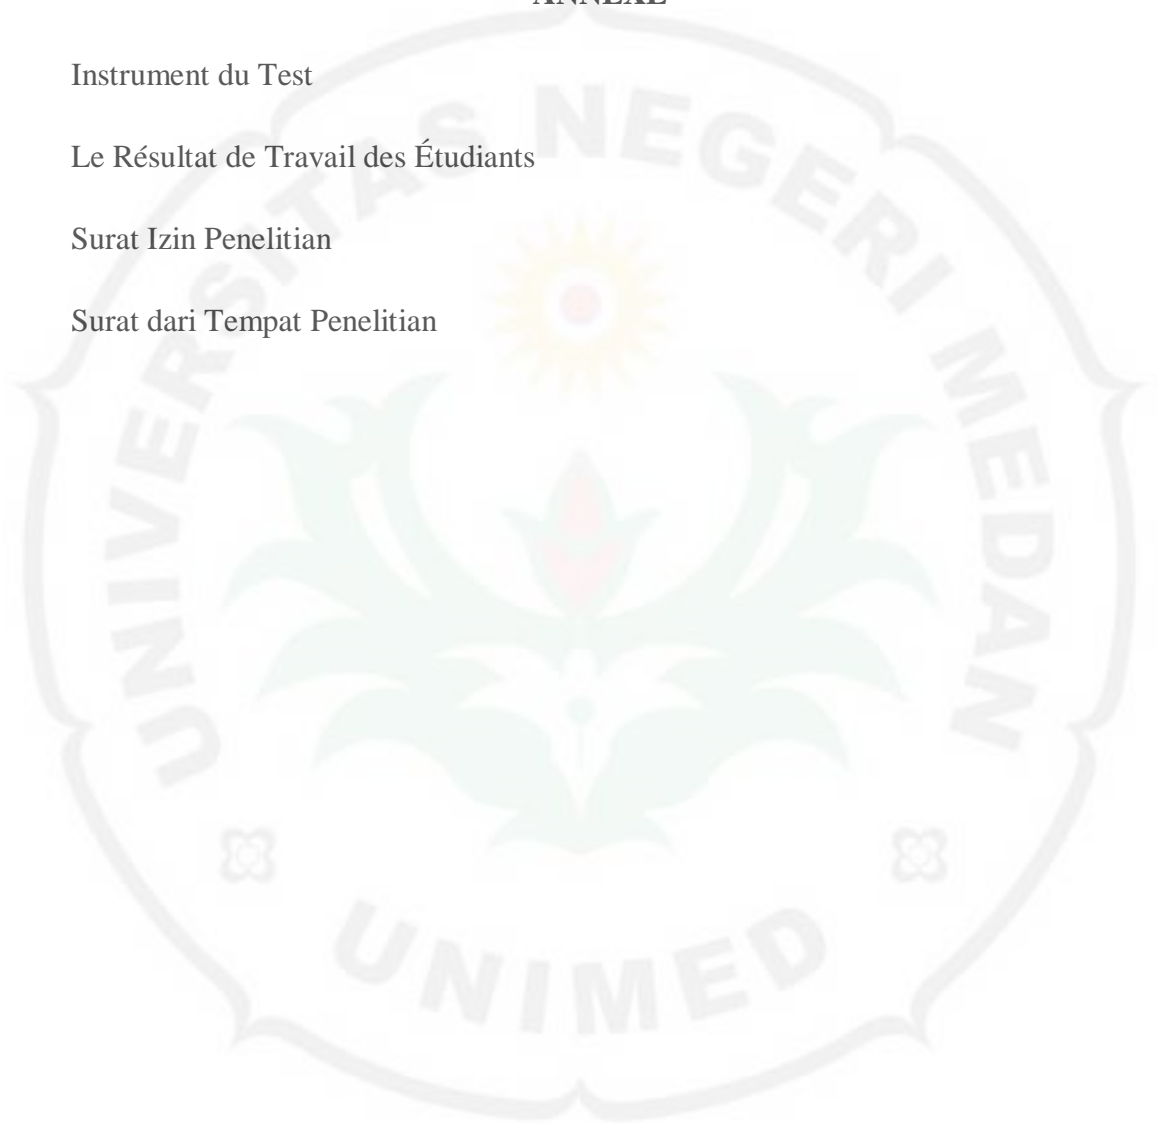 ANNEXE
Instrument du Test
Le Résultat de Travail des Étudiants
Surat Izin Penelitian
Surat dari Tempat Penelitian
UNIVERSITAS NEGERI MEDAN
UNIMED